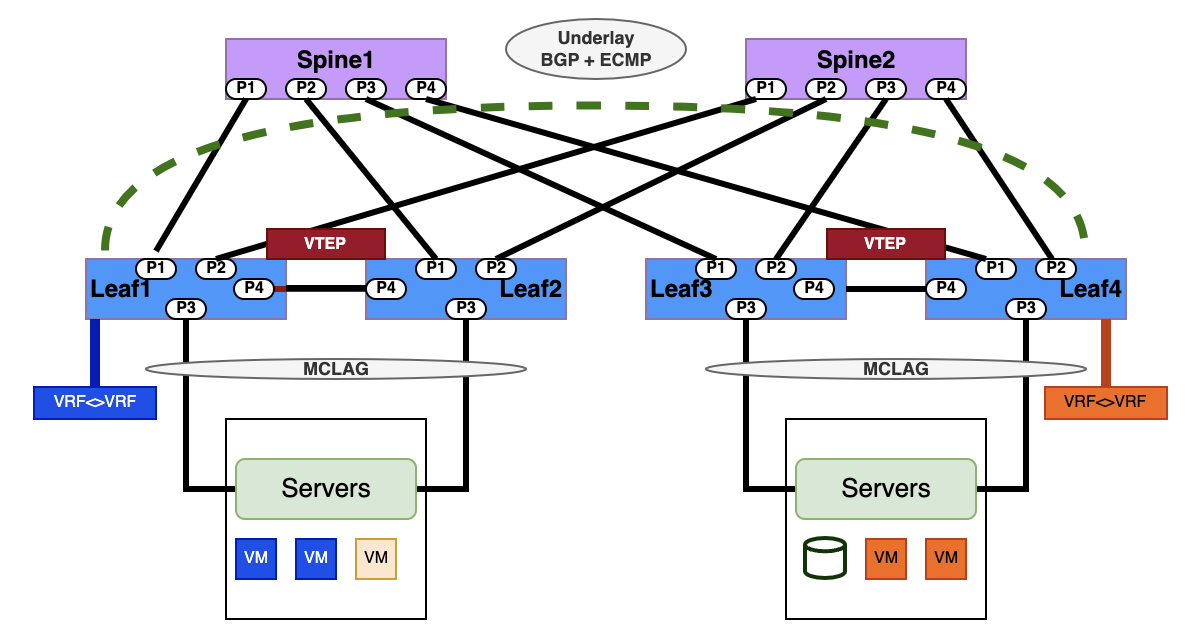 Underlay
BGP + ECMP
Spine1
P1 P2 P3 P4
Spine2
P1 P2 P3 P4
VTEP
VTEP
P1 P2
Leaf1
P4
P3
P1 P2
P4
Leaf2
P3
P1 P2
Leaf3
P4
P3
P1 P2
P4
Leaf4
P3
MCLAG
MCLAG
VRF<>VRF
VRF<>VRF
Servers
Servers
VM VM VM
VM VM